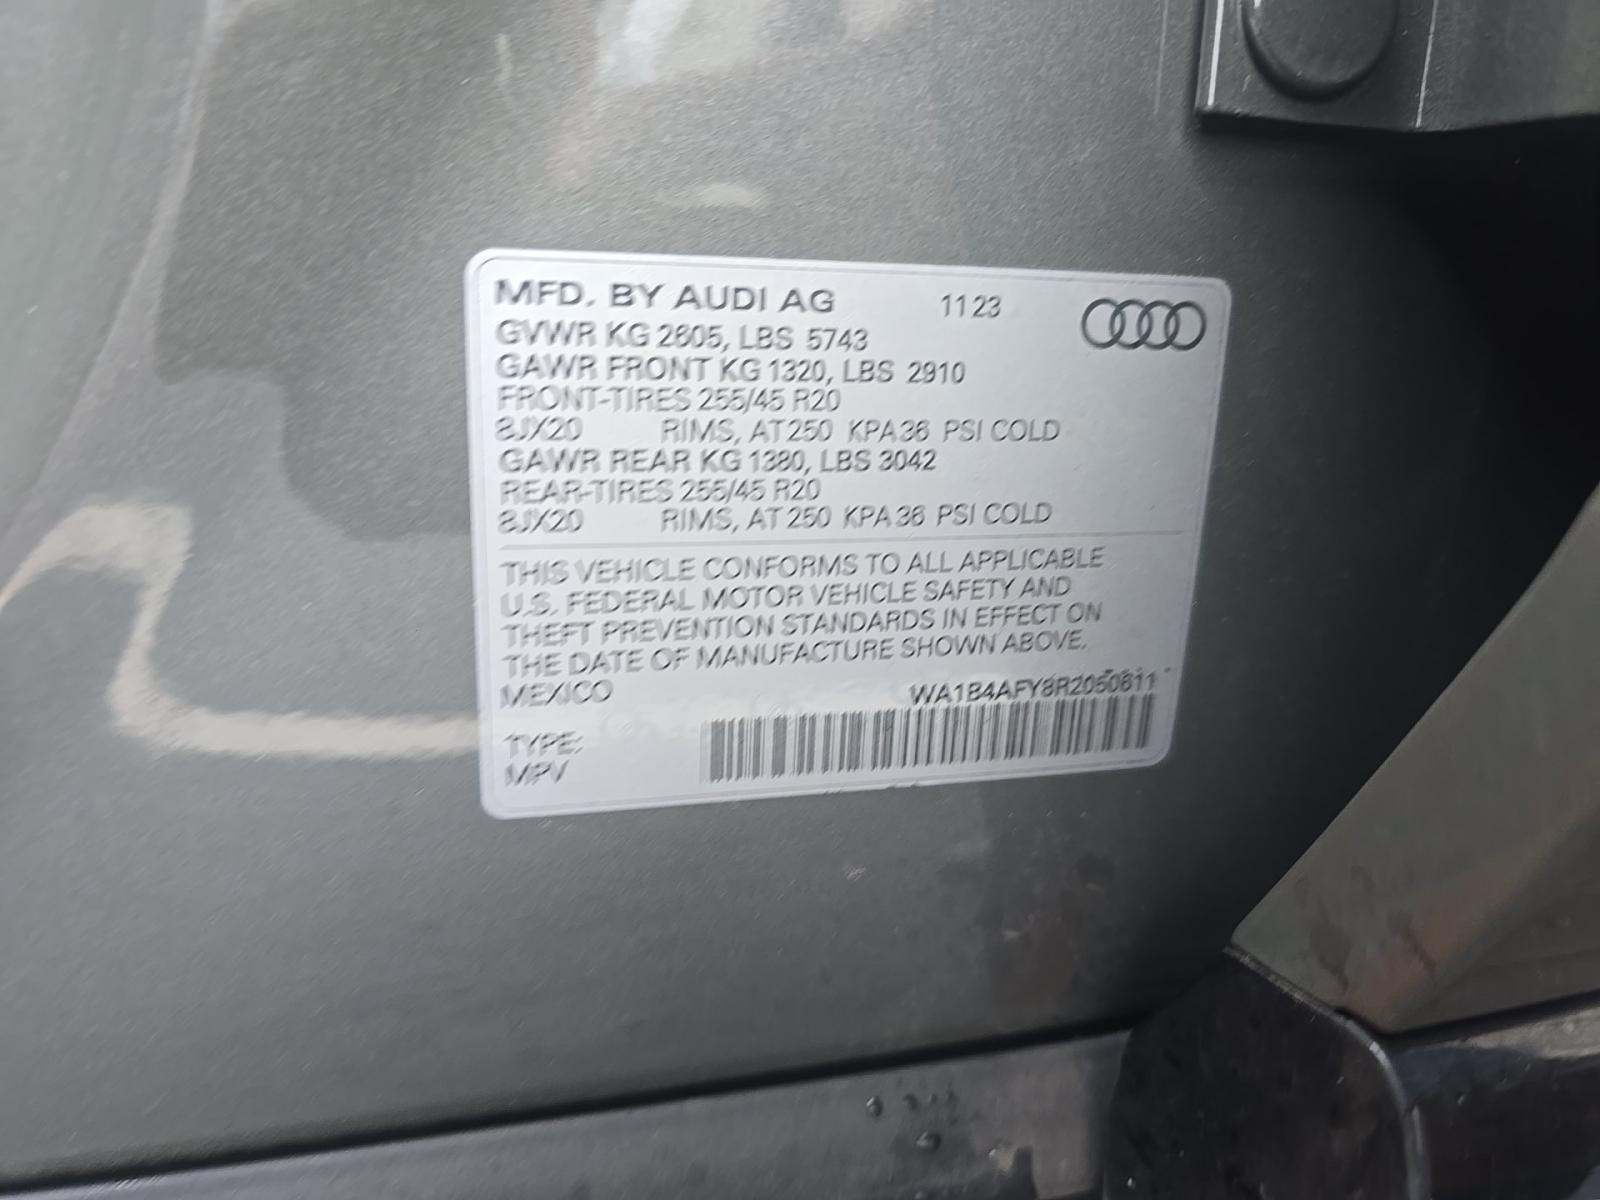 MFD. BY AUDI AG 11 23
GVWR KG 2605, LBS 5743
GAWR FRONT KG 1320, LBS 2910
FRONT-TIRES 255/45 R20
8JX20 RIMS, AT 250 KPA 36 PSI COLD
GAWR REAR KG 1380, LBS 3042
REAR-TIRES 255/45 R20
8JX20 RIMS, AT 250 KPA 36 PSI COLD
THIS VEHICLE CONFORMS TO ALL APPLICABLE
U.S. FEDERAL MOTOR VEHICLE SAFETY AND
THEFT PREVENTION STANDARDS IN EFFECT ON
THE DATE OF MANUFACTURE SHOWN ABOVE.
MEXICO
TYPE:
MPV